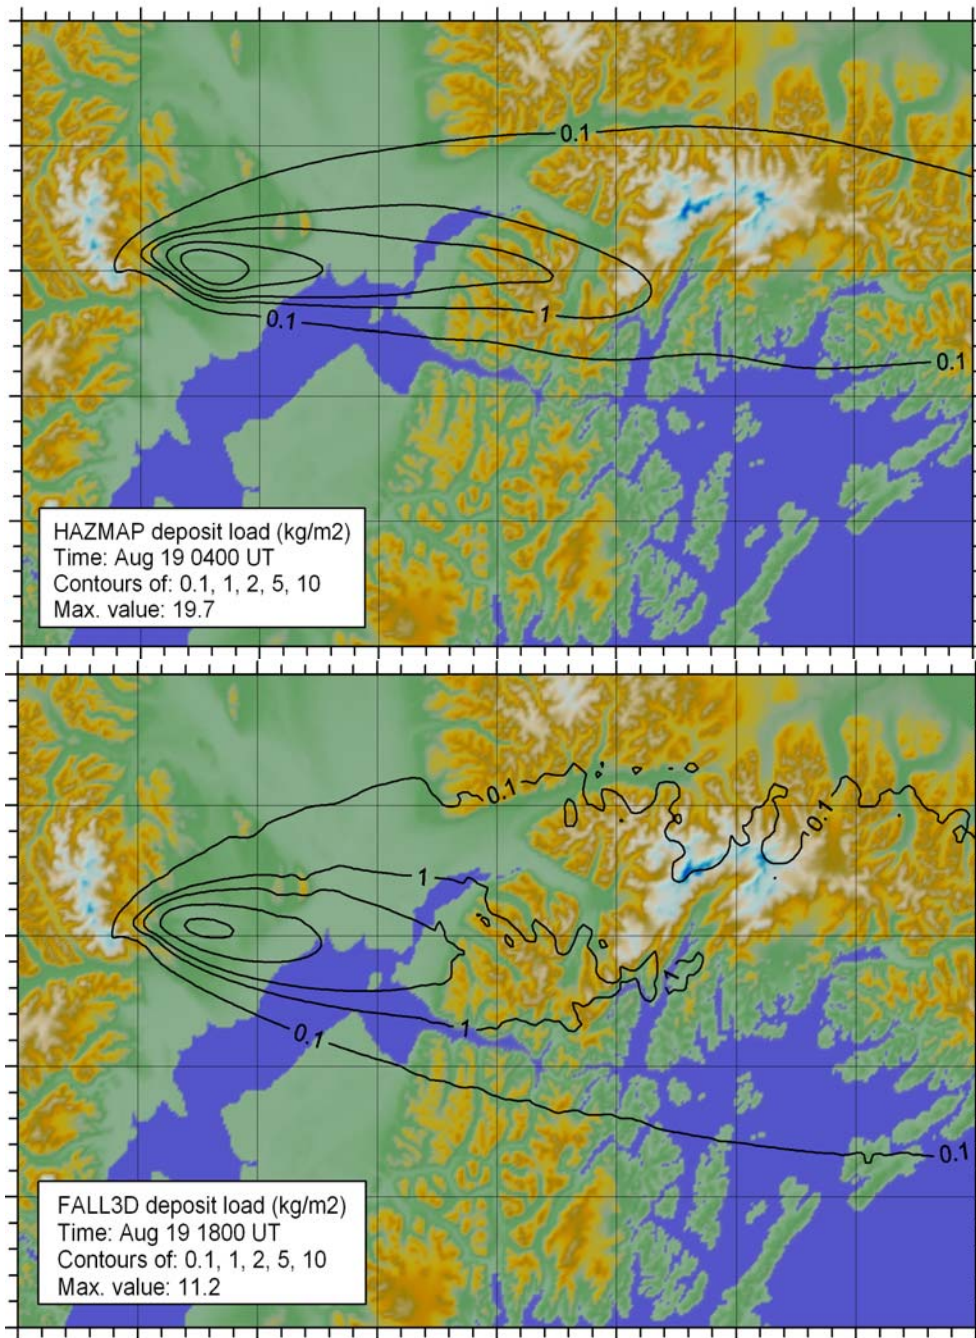 0.1
0.1
1
0.1
HAZMAP deposit load (kg/m2)
Time: Aug 19 0400 UT
Contours of: 0.1, 1, 2, 5, 10
Max. value: 19.7
0.1
0.1
1
1
1
0.1
0.1
FALL3D deposit load (kg/m2)
Time: Aug 19 1800 UT
Contours of: 0.1, 1, 2, 5, 10
Max. value: 11.2